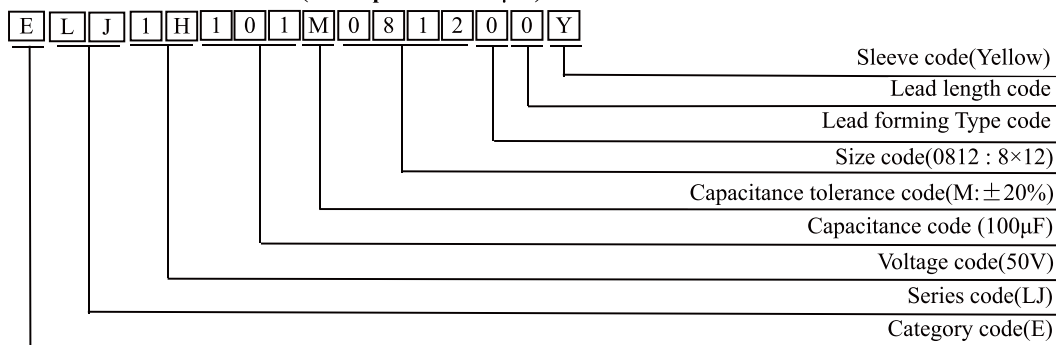 E L J 1 H 1 0 1 M 0 8 1 2 0 0 Y
Sleeve code(Yellow)
Lead length code
Lead forming Type code
Size code(0812 : 8×12)
Capacitance tolerance code(M:±20%)
Capacitance code (100μF)
Voltage code(50V)
Series code(LJ)
Category code(E)